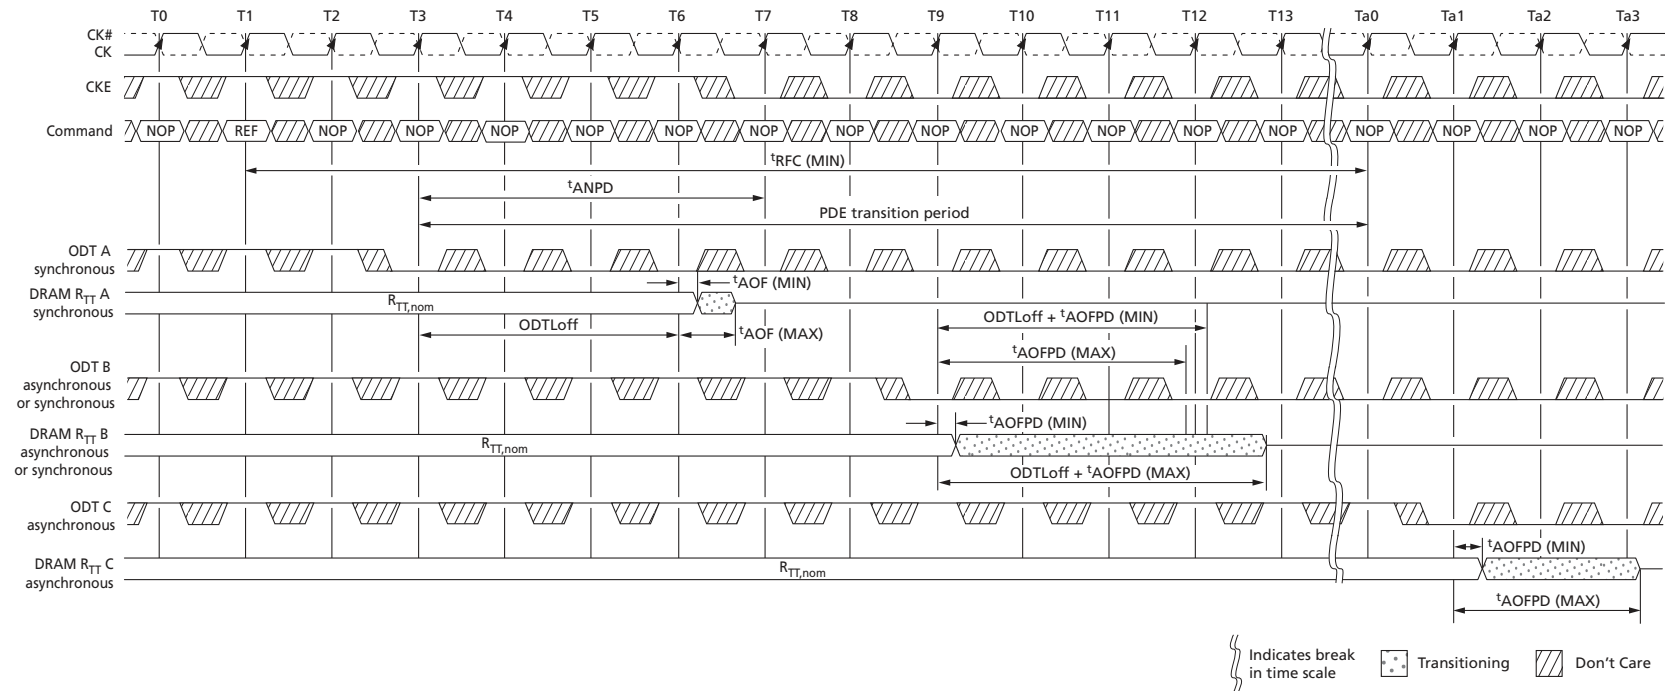 T0 T1 T2 T3 T4 T5 T6 T7 T8 T9 T10 T11 T12 T13 Ta0 Ta1 Ta2 Ta3
CK#
CK
CKE
Command NOP REF NOP NOP NOP NOP NOP NOP NOP NOP NOP NOP NOP NOP NOP NOP NOP NOP
tRFC (MIN)
tANPD
PDE transition period
ODT A
synchronous
tAOF (MIN)
DRAM RTT A
synchronous
RTT,nom
ODTLoff + tAOFPD (MIN)
ODTLoff
tAOF (MAX)
tAOFPD (MAX)
ODT B
asynchronous
or synchronous
tAOFPD (MIN)
DRAM RTT B
asynchronous
or synchronous
RTT,nom
ODTLoff + tAOFPD (MAX)
ODT C
asynchronous
tAOFPD (MIN)
DRAM RTT C
asynchronous
RTT,nom
tAOFPD (MAX)
Indicates break
in time scale
Transitioning
Don't Care